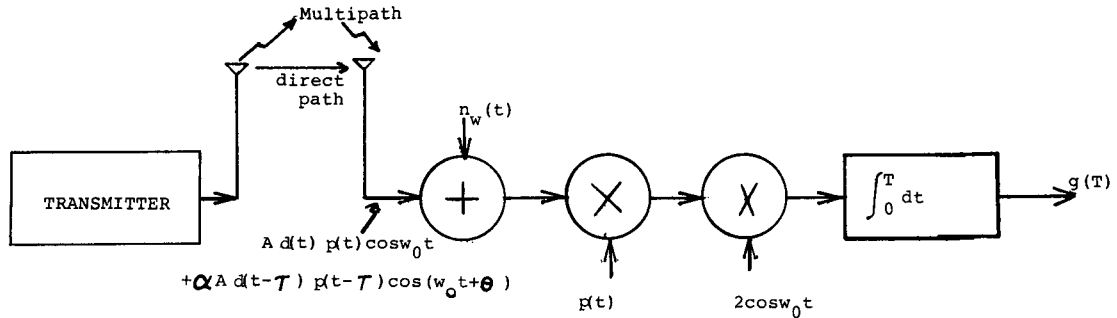 Multipath
direct
path
n_w(t)
TRANSMITTER
∫_0^T dt
g(T)
A d(t) p(t)cosw_0t
+αA d(t-τ) p(t-τ)cos(w_0t+θ)
p(t)
2cosw_0t